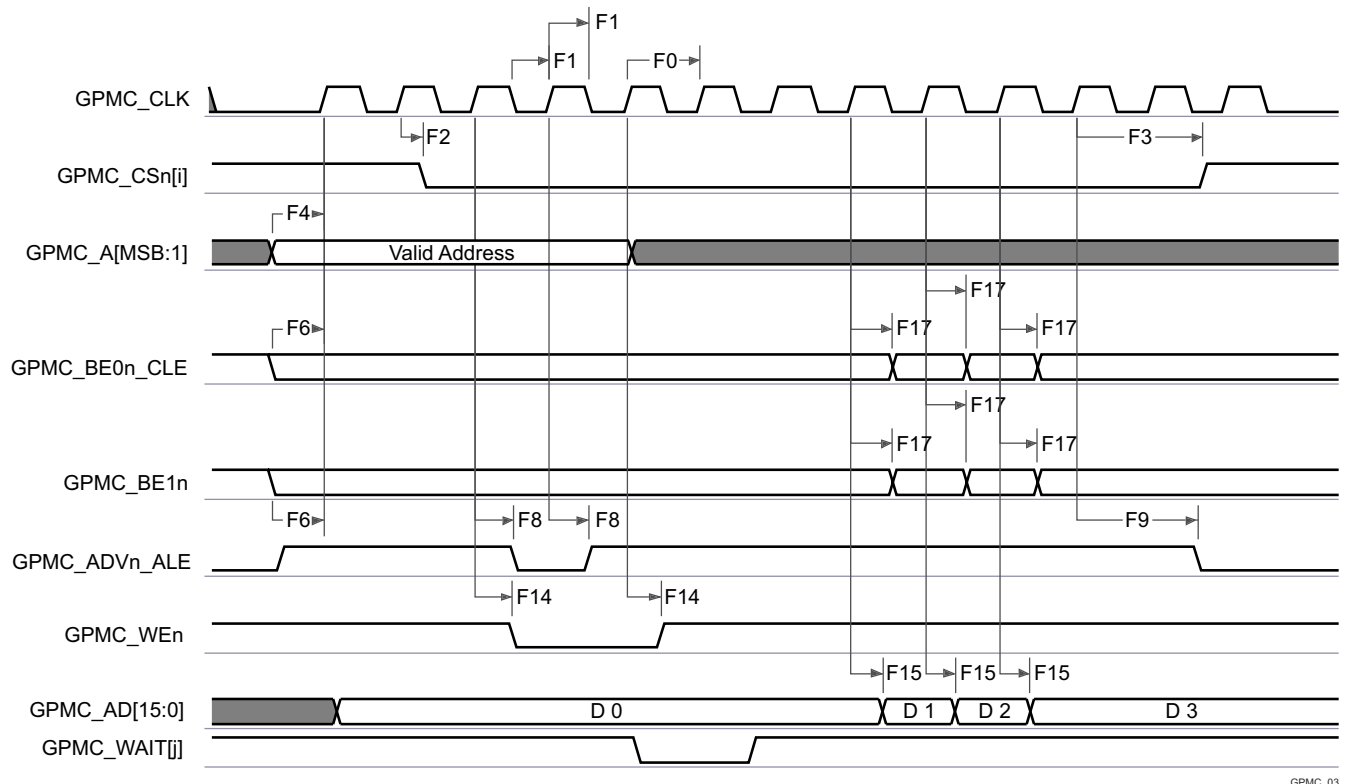 F1
F1
F0
GPMC_CLK
F2
F3
GPMC_CSn[i]
F4
GPMC_A[MSB:1]
Valid Address
F17
F6
F17
F17
GPMC_BE0n_CLE
F17
F17
F17
GPMC_BE1n
F6
F8
F8
F9
GPMC_ADVn_ALE
F14
F14
GPMC_WEn
F15
F15
F15
GPMC_AD[15:0]
D 0
D 1
D 2
D 3
GPMC_WAIT[j]
GPMC_03